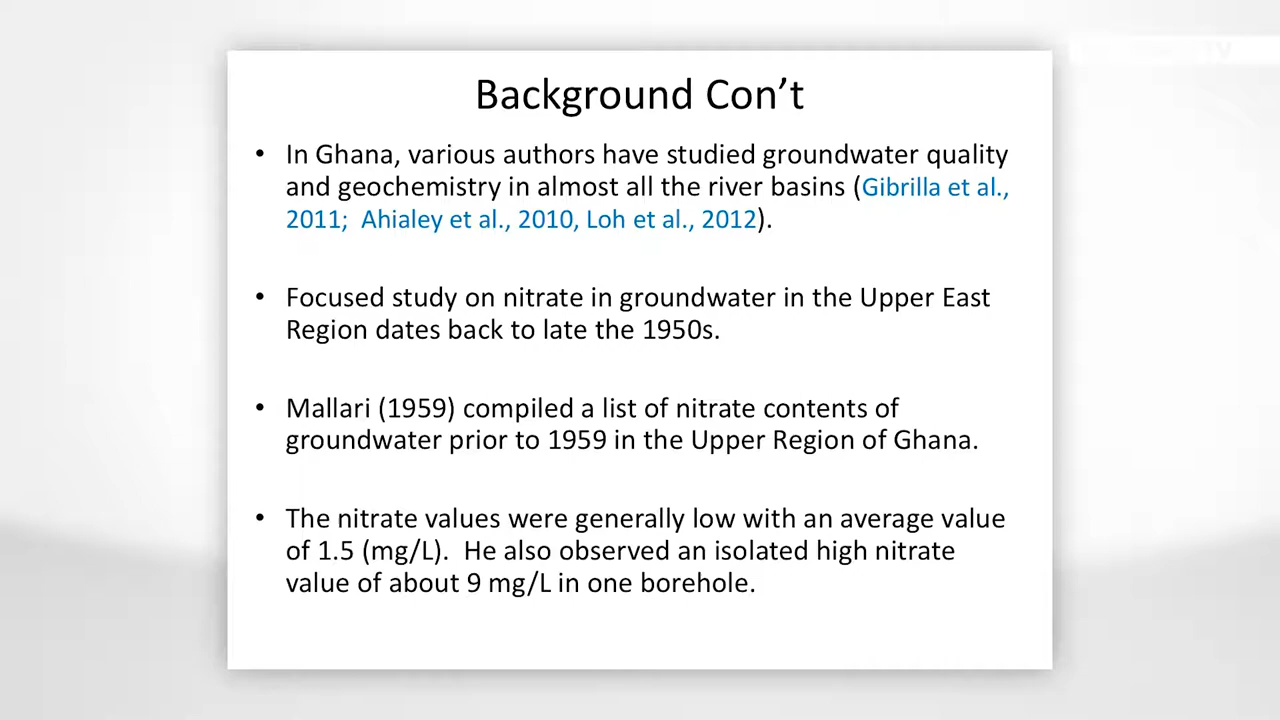 Background Con’t
• In Ghana, various authors have studied groundwater quality
and geochemistry in almost all the river basins (Gibrilla et al.,
2011;  Ahialey et al., 2010, Loh et al., 2012).
• Focused study on nitrate in groundwater in the Upper East
Region dates back to late the 1950s.
• Mallari (1959) compiled a list of nitrate contents of
groundwater prior to 1959 in the Upper Region of Ghana.
• The nitrate values were generally low with an average value
of 1.5 (mg/L).  He also observed an isolated high nitrate
value of about 9 mg/L in one borehole.